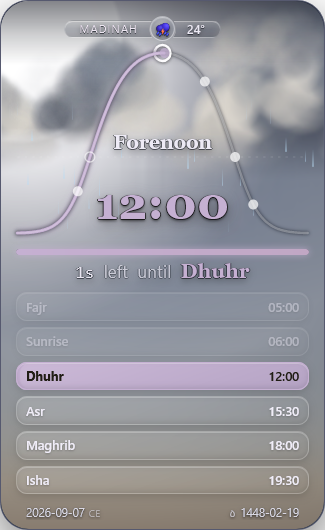 MADINAH 24°
Forenoon
12:00
1s left until Dhuhr
Fajr 05:00
Sunrise 06:00
Dhuhr 12:00
Asr 15:30
Maghrib 18:00
Isha 19:30
2026-09-07 CE 1448-02-19